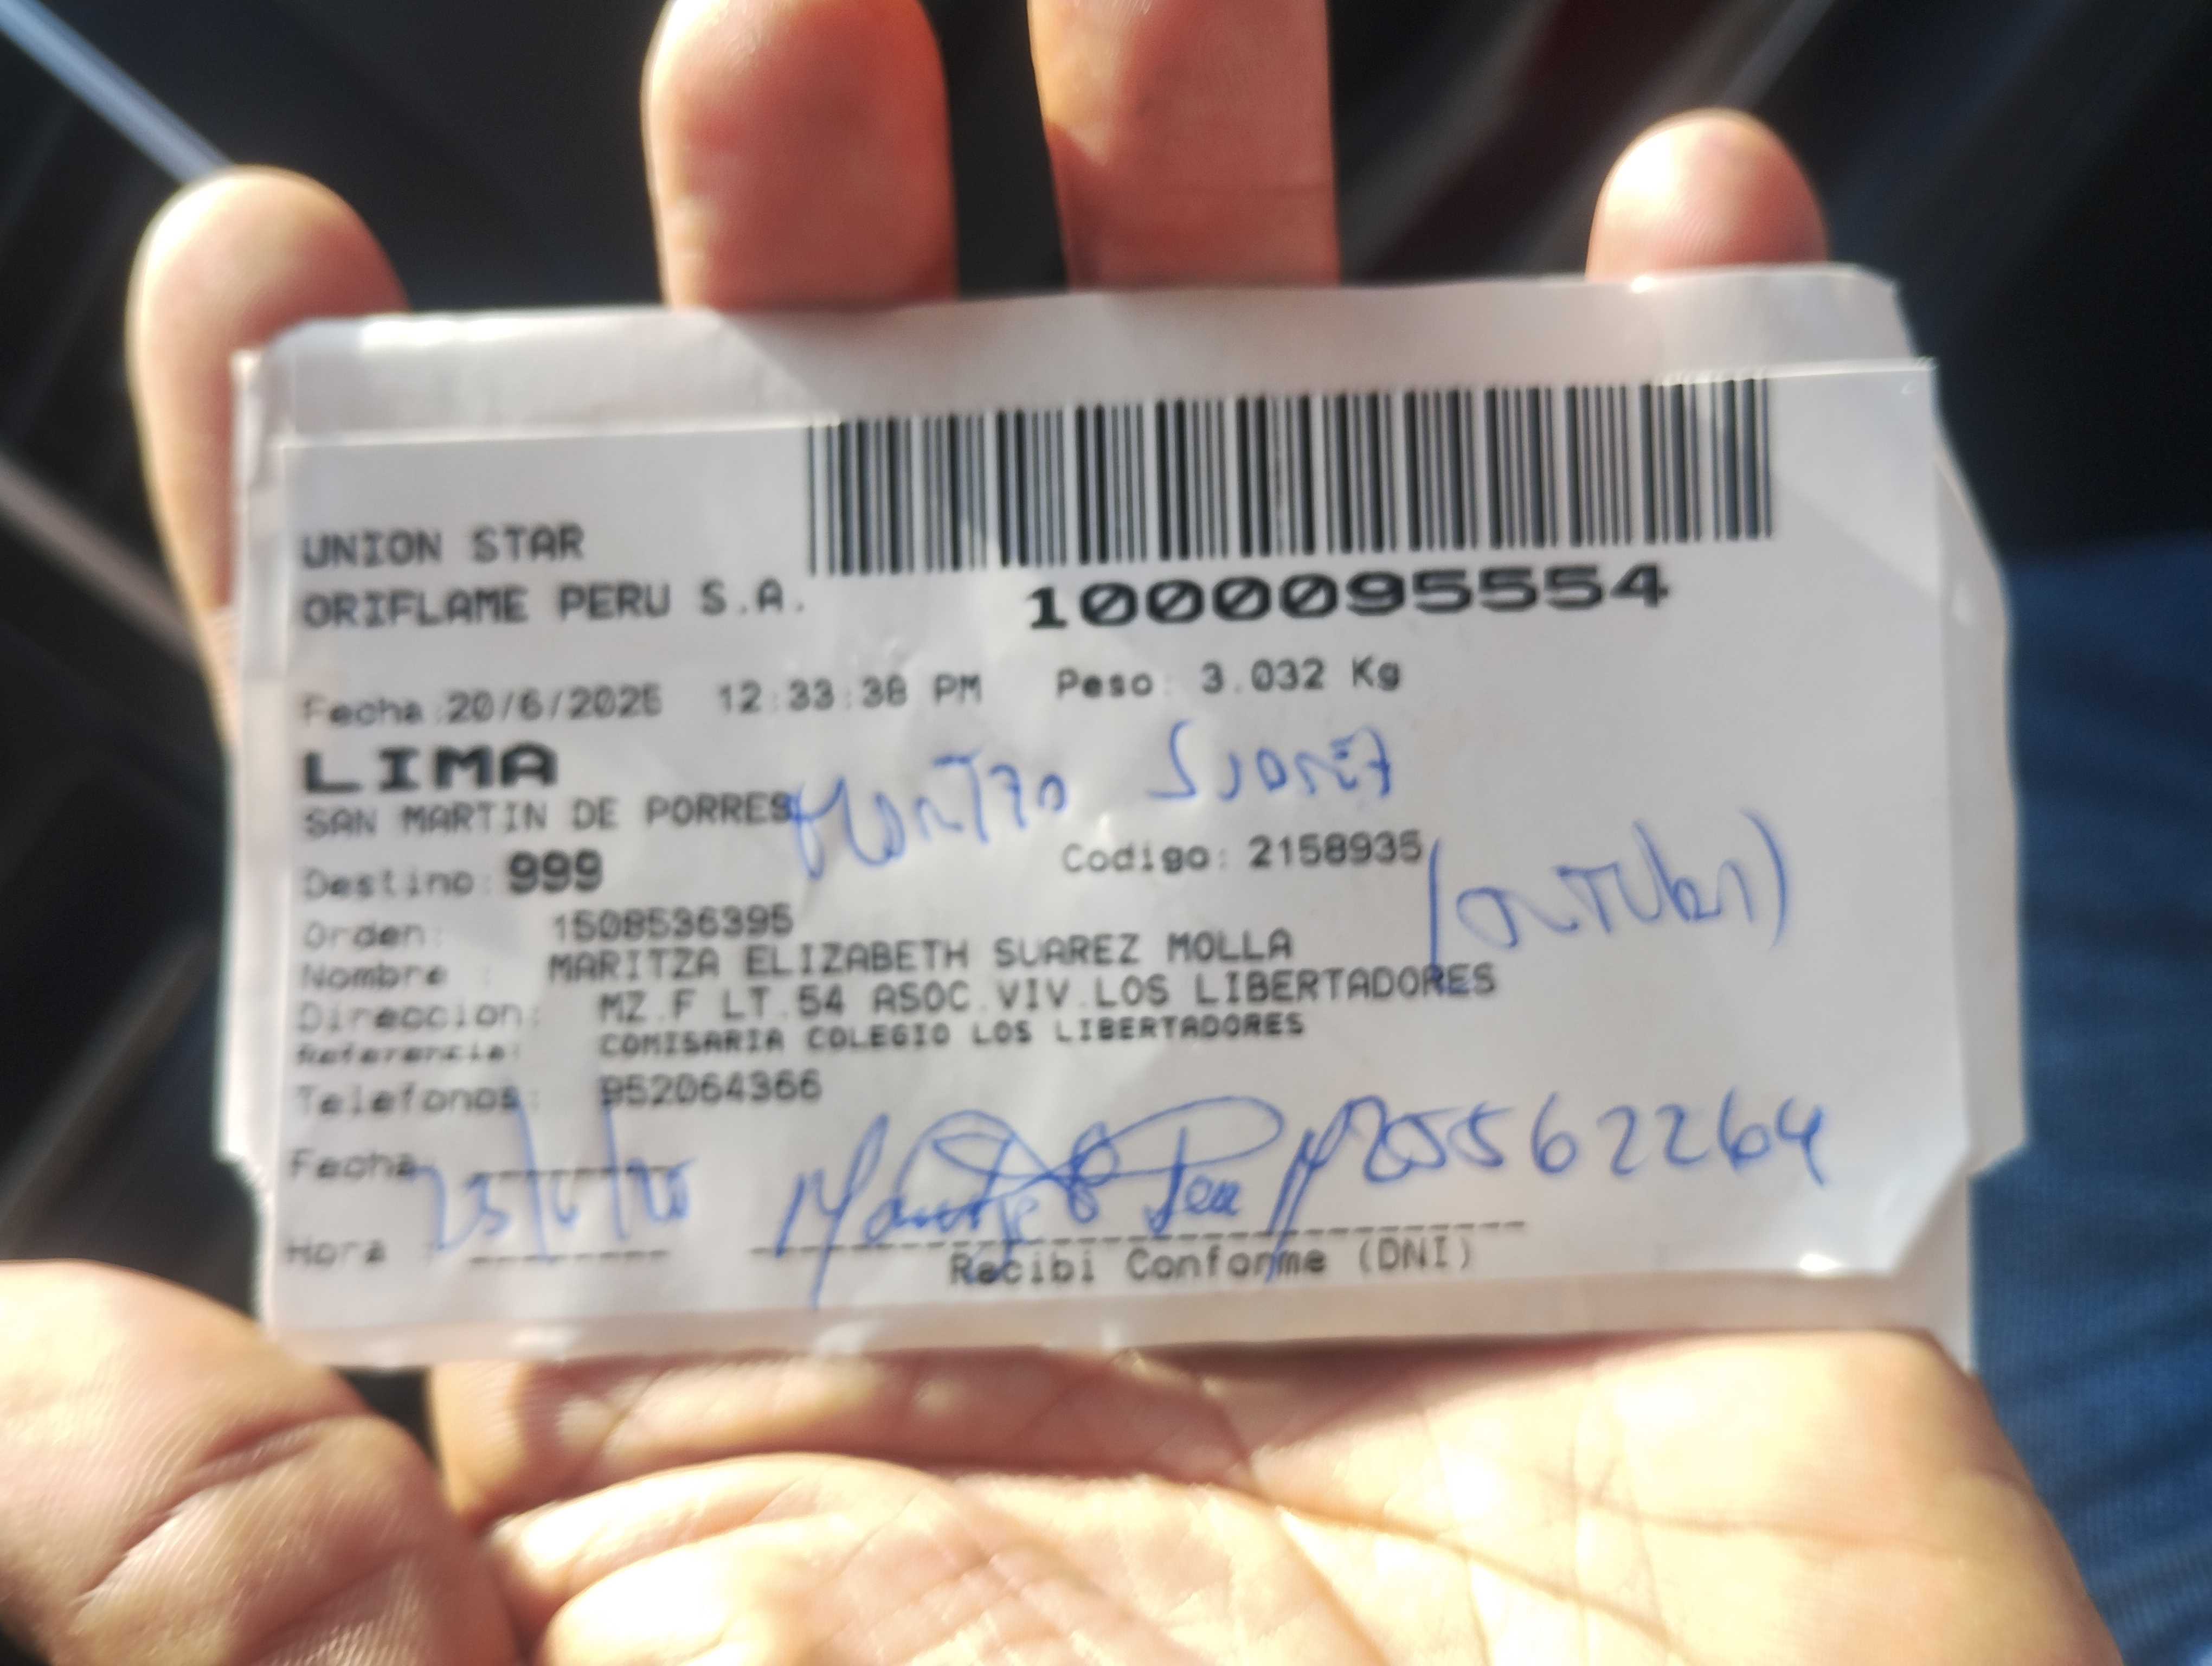 UNION STAR
ORIFLAME PERU S.A.
1000095554
Fecha:20/6/2025 12:33:38 PM Peso: 3.032 Kg
LIMA
SAN MARTIN DE PORRES
Suarez
Destino: 999 Codigo: 2158935
Orden: 1508536395
Nombre : MARITZA ELIZABETH SUAREZ MOLLA
Direccion: MZ.F LT.54 ASOC.VIV.LOS LIBERTADORES
Referencia: COMISARIA COLEGIO LOS LIBERTADORES
Telefonos: 952064366
Fecha:
25562264
Hora :
Recibi Conforme (DNI)